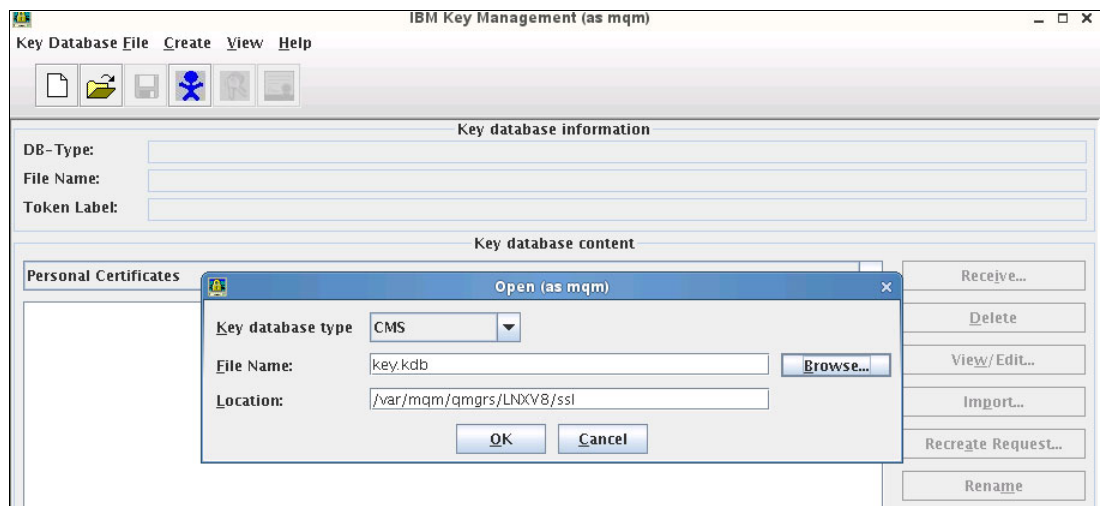 IBM Key Management (as mqm)
Key Database File Create View Help
Key database information
DB-Type:
File Name:
Token Label:
Key database content
Personal Certificates
Receive...
Open (as mqm)
Delete
Key database type CMS
View/Edit...
File Name: key.kdb Browse...
Location: /var/mqm/qmgrs/LNXV8/ssl
Import...
OK Cancel
Recreate Request...
Rename